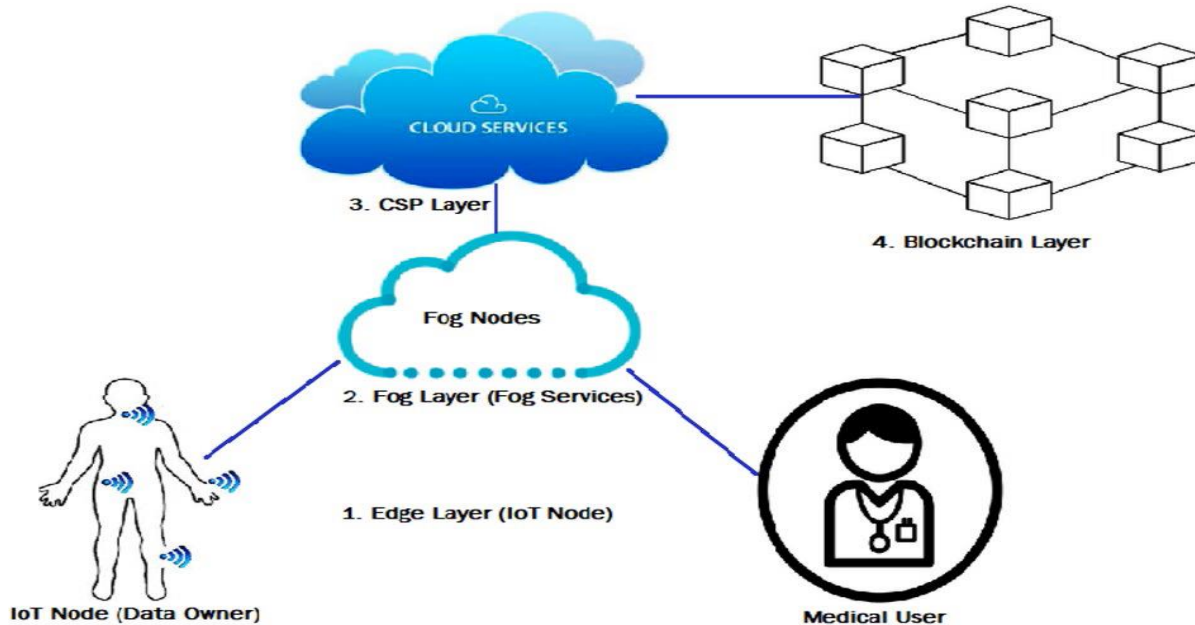 CLOUD SERVICES
3. CSP Layer
4. Blockchain Layer
Fog Nodes
2. Fog Layer (Fog Services)
1. Edge Layer (IoT Node)
IoT Node (Data Owner)
Medical User